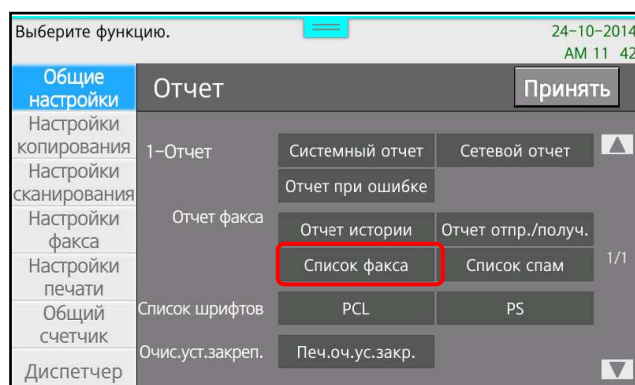 Выберите функцию.
24-10-2014
AM 11 42
Общие
настройки
Отчет
Принять
Настройки
копирования
1-Отчет
Системный отчет
Сетевой отчет
Настройки
сканирования
Отчет при ошибке
Настройки
факса
Отчет факса
Отчет истории
Отчет отпр./получ.
Список факса
Список спам
1/1
Настройки
печати
Общий
счетчик
Список шрифтов
PCL
PS
Очис.уст.закреп.
Печ.оч.ус.закр.
Диспетчер